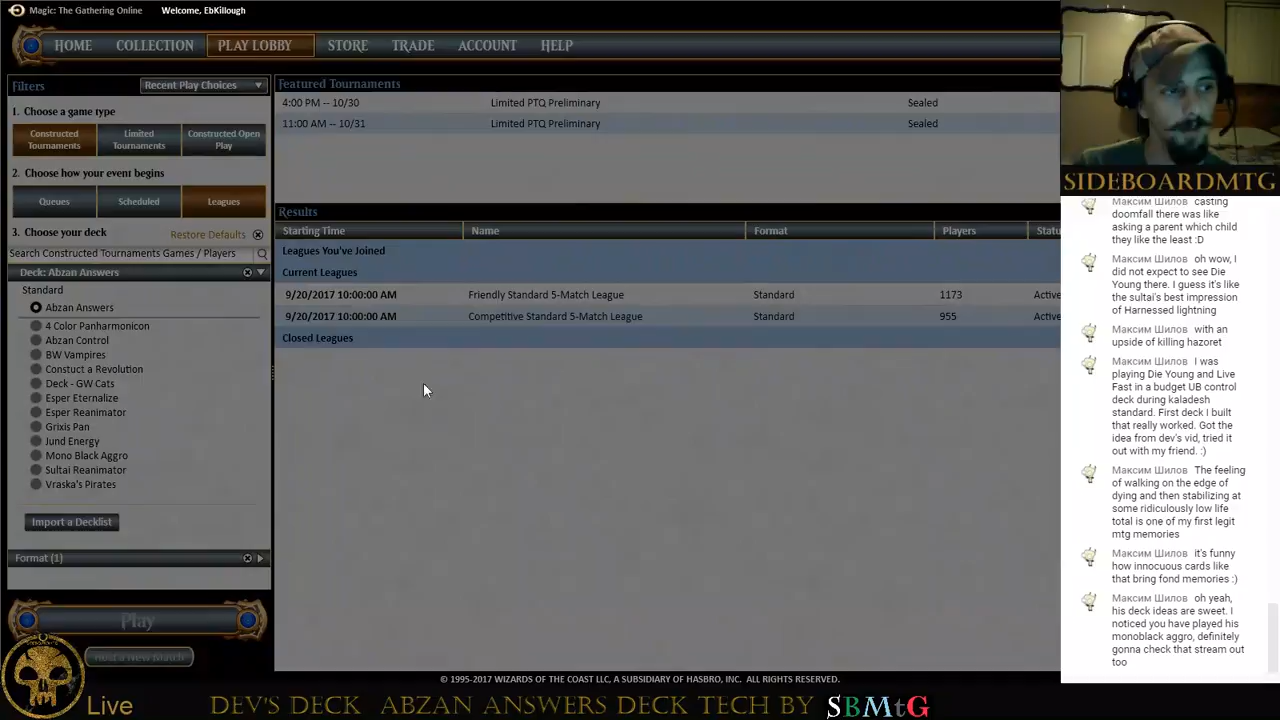 Magic: The Gathering Online
Welcome, EbKillough
HOME
COLLECTION
PLAY LOBBY
STORE
TRADE
ACCOUNT
HELP
Filters
Recent Play Choices
1. Choose a game type
Constructed Tournaments
Limited Tournaments
Constructed Open Play
2. Choose how your event begins
Queues
Scheduled
Leagues
3. Choose your deck
Restore Defaults
Search Constructed Tournaments Games / Players
Deck: Abzan Answers
Standard
Abzan Answers
4 Color Panharmonicon
Abzan Control
BW Vampires
Constuct a Revolution
Deck - GW Cats
Esper Eternalize
Esper Reanimator
Grixis Pan
Jund Energy
Mono Black Aggro
Sultai Reanimator
Vraska's Pirates
Import a Decklist
Format (1)
Play
Host a New Match
Featured Tournaments
4:00 PM -- 10/30 Limited PTQ Preliminary Sealed
11:00 AM -- 10/31 Limited PTQ Preliminary Sealed
Results
Starting Time Name Format Players Statu
Leagues You've Joined
Current Leagues
9/20/2017 10:00:00 AM Friendly Standard 5-Match League Standard 1173 Active
9/20/2017 10:00:00 AM Competitive Standard 5-Match League Standard 955 Active
Closed Leagues
© 1995-2017 WIZARDS OF THE COAST LLC, A SUBSIDIARY OF HASBRO, INC. ALL RIGHTS RESERVED.
Live
DEV'S DECK ABZAN ANSWERS DECK TECH BY SBMtG
SIDEBOARDMTG
Максим Шилов casting
doomfall there was like
asking a parent which child
they like the least :D
Максим Шилов oh wow, I
did not expect to see Die
Young there. I guess it's like
the sultai's best impression
of Harnessed lightning
Максим Шилов with an
upside of killing hazoret
Максим Шилов I was
playing Die Young and Live
Fast in a budget UB control
deck during kaladesh
standard. First deck I built
that really worked. Got the
idea from dev's vid, tried it
out with my friend. :)
Максим Шилов The feeling
of walking on the edge of
dying and then stabilizing at
some ridiculously low life
total is one of my first legit
mtg memories
Максим Шилов it's funny
how innocuous cards like
that bring fond memories :)
Максим Шилов oh yeah,
his deck ideas are sweet. I
noticed you have played his
monoblack aggro, definitely
gonna check that stream out
too